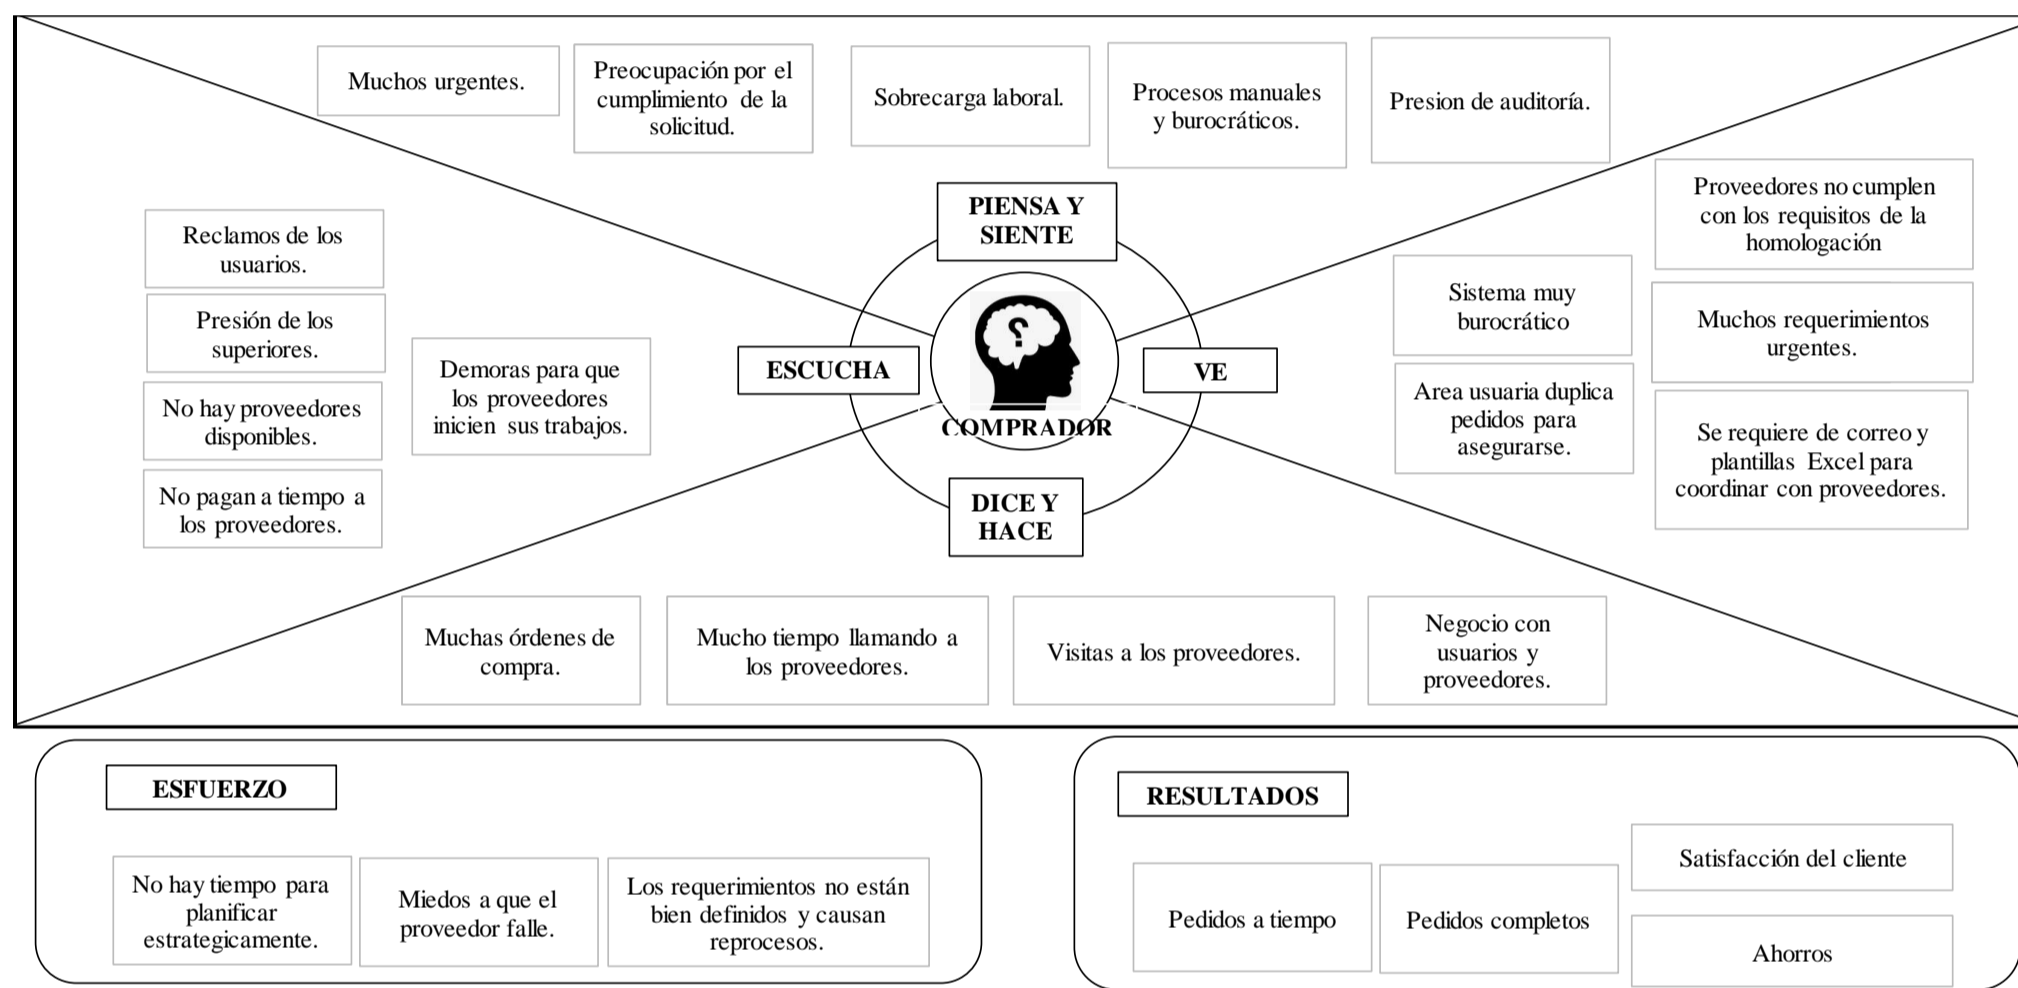 Muchos urgentes.
Preocupación por el
cumplimiento de la
solicitud.
Sobrecarga laboral.
Procesos manuales
y burocráticos.
Presion de auditoría.
PIENSA Y
SIENTE
Reclamos de los
usuarios.
Presión de los
superiores.
No hay proveedores
disponibles.
No pagan a tiempo a
los proveedores.
Demoras para que
los proveedores
inicien sus trabajos.
ESCUCHA
?
COMPRADOR
VE
Sistema muy
burocrático
Area usuaria duplica
pedidos para
asegurarse.
Proveedores no cumplen
con los requisitos de la
homologación
Muchos requerimientos
urgentes.
Se requiere de correo y
plantillas Excel para
coordinar con proveedores.
DICE Y
HACE
Muchas órdenes de
compra.
Mucho tiempo llamando a
los proveedores.
Visitas a los proveedores.
Negocio con
usuarios y
proveedores.
ESFUERZO
No hay tiempo para
planificar
estrategicamente.
Miedos a que el
proveedor falle.
Los requerimientos no están
bien definidos y causan
reprocesos.
RESULTADOS
Pedidos a tiempo
Pedidos completos
Satisfacción del cliente
Ahorros